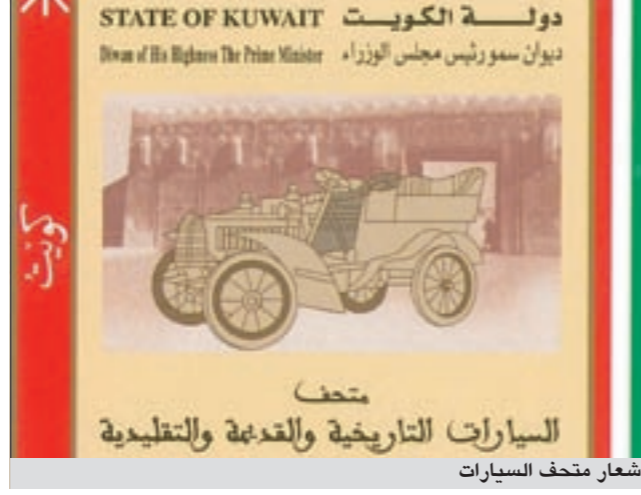 STATE OF KUWAIT دولـــة الكويـــت
Diwan of His Highness The Prime Minister ديوان سمو رئيس مجلس الوزراء
كويت
متحف
السيارات التاريخية والقديمة والتقليدية
شعار متحف السيارات